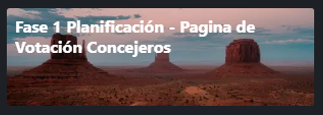 Fase 1 Planificación - Pagina de
Votación Concejeros